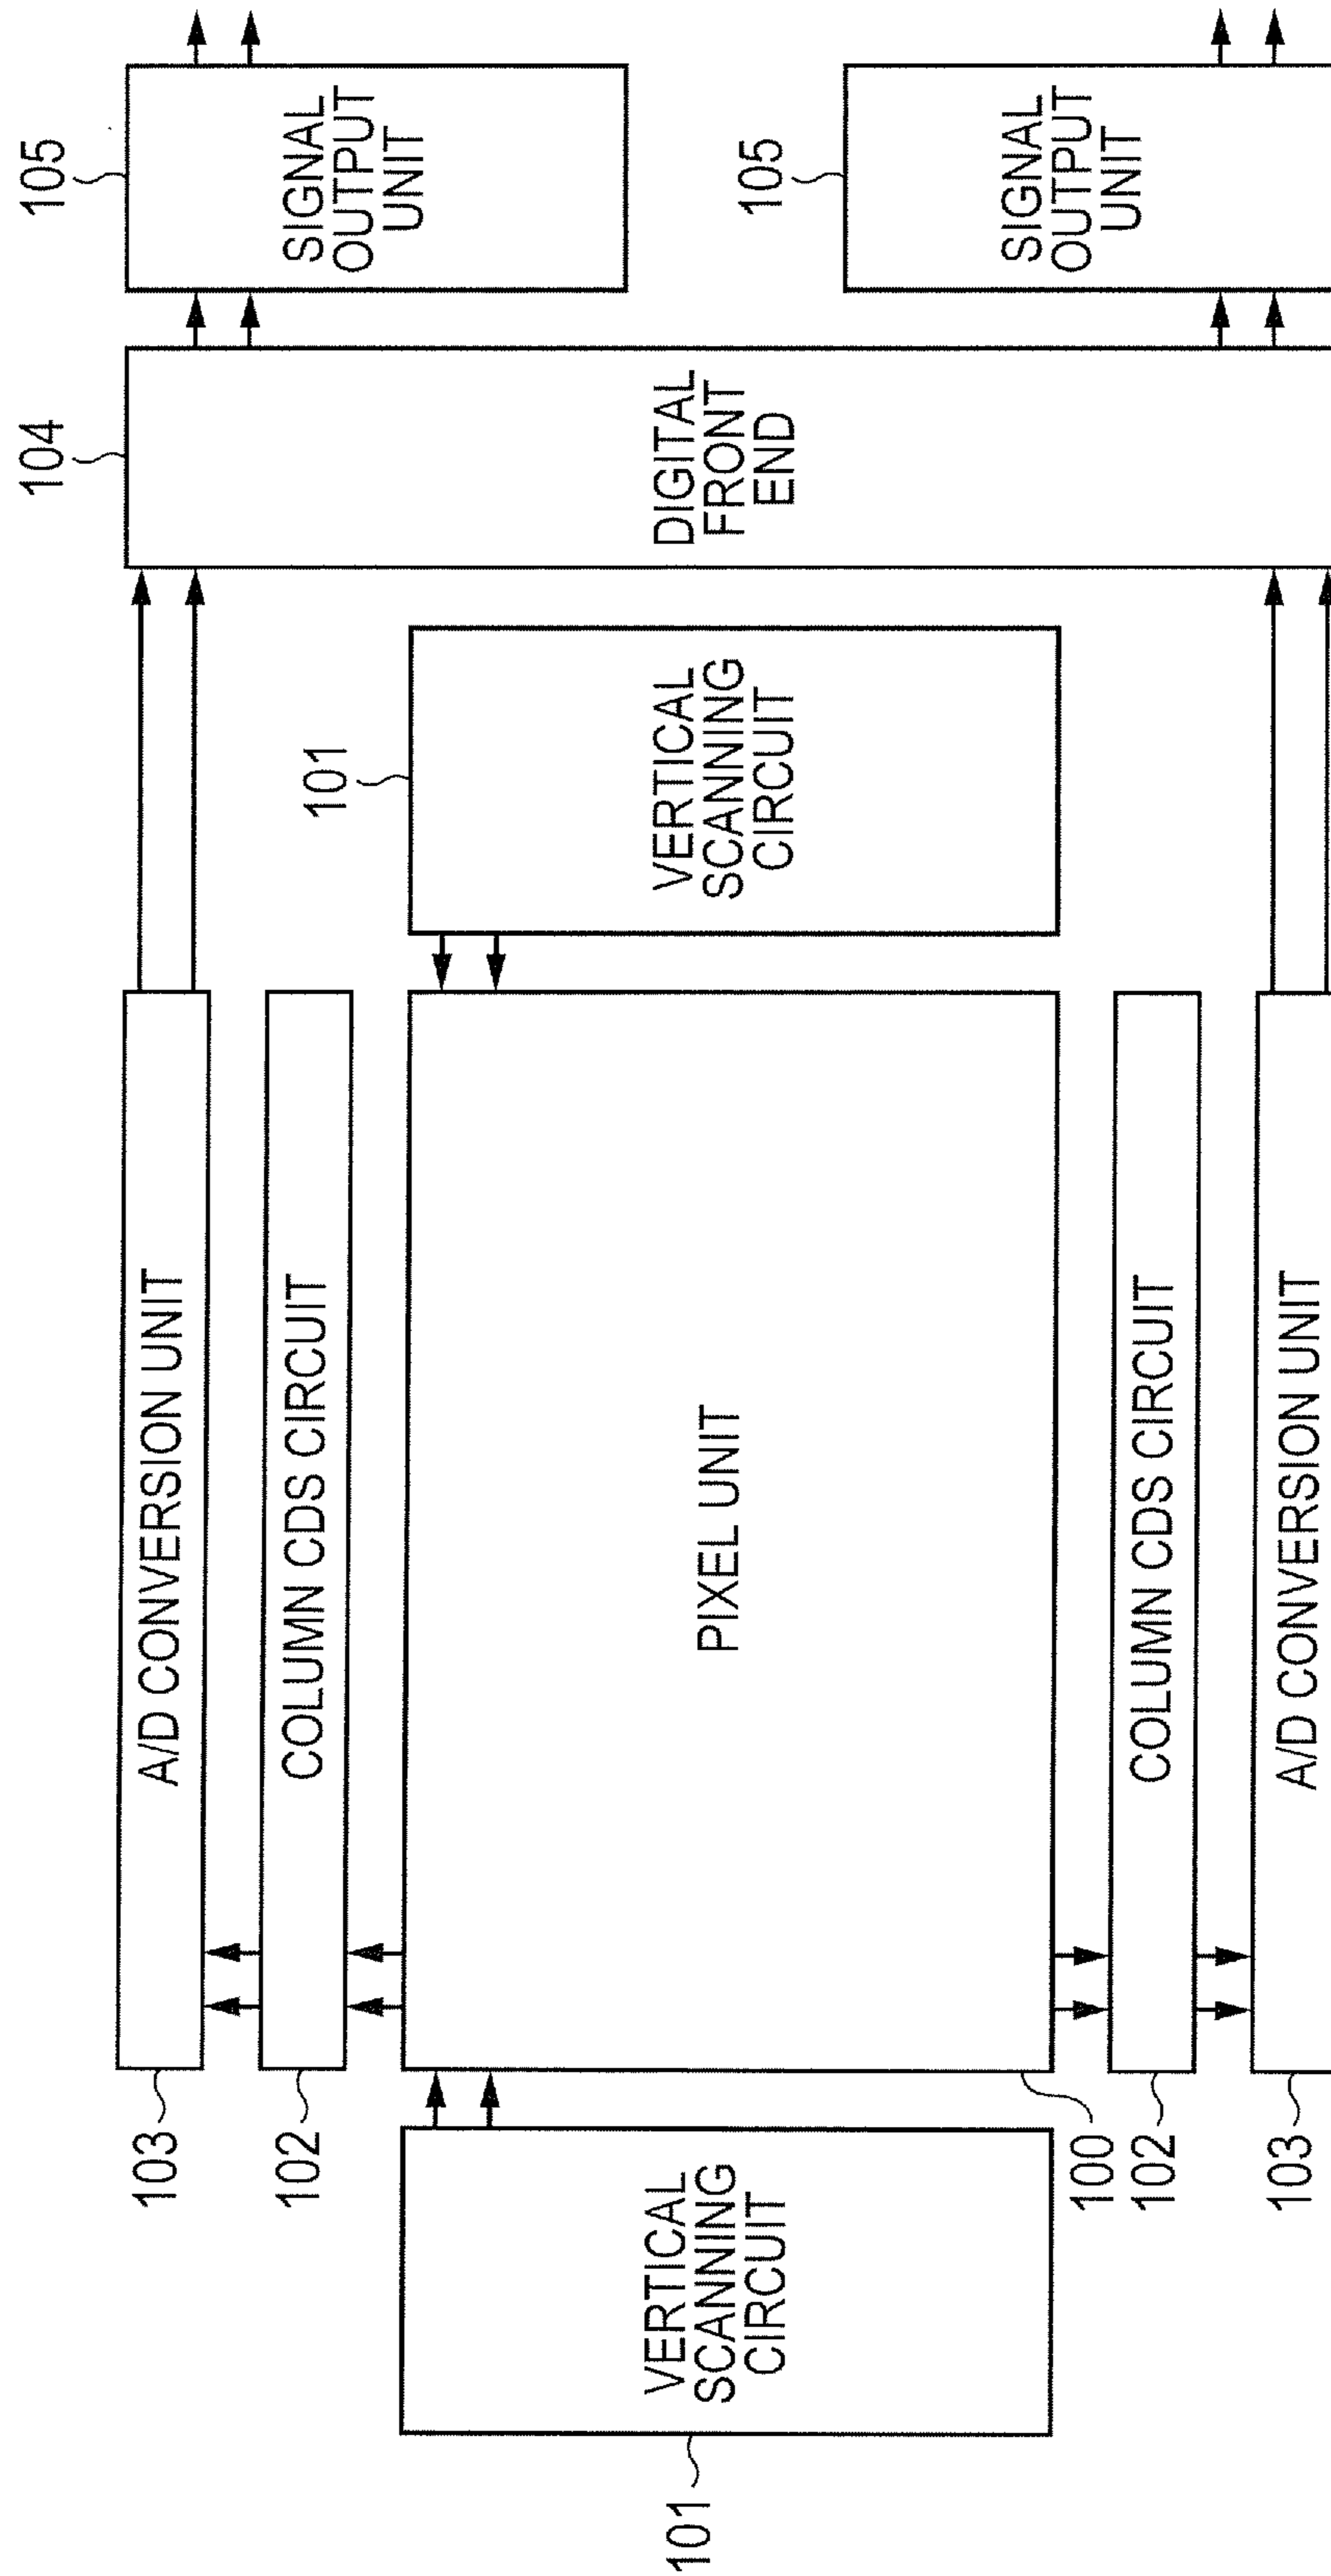 103
A/D CONVERSION UNIT
102
COLUMN CDS CIRCUIT
101
VERTICAL
SCANNING
CIRCUIT
PIXEL UNIT
100
101
VERTICAL
SCANNING
CIRCUIT
102
COLUMN CDS CIRCUIT
103
A/D CONVERSION UNIT
104
DIGITAL
FRONT
END
105
SIGNAL
OUTPUT
UNIT
105
SIGNAL
OUTPUT
UNIT